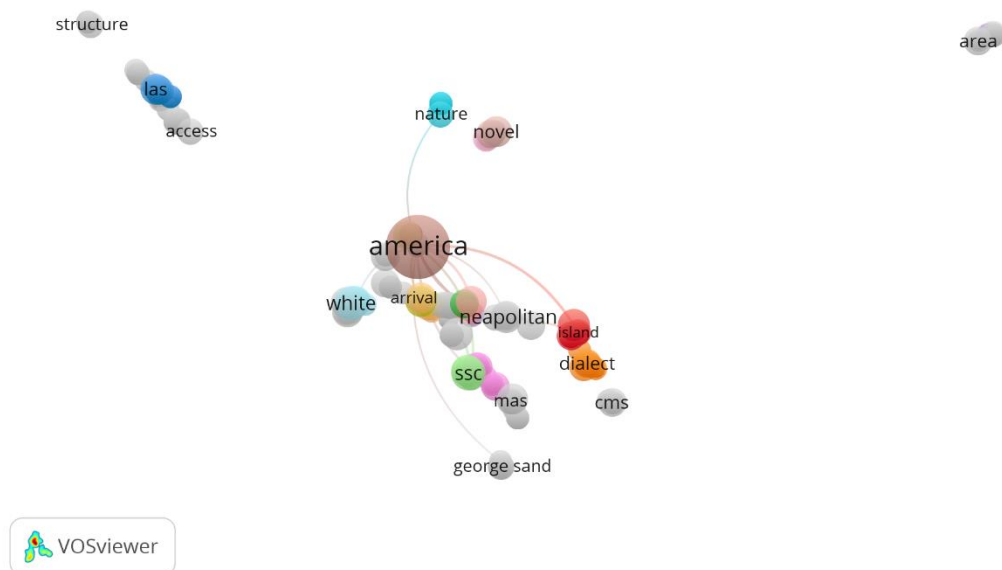 structure
area
las
access
nature
novel
america
white
arrival
neapolitan
island
dialect
ssc
mas
cms
george sand
VOSviewer